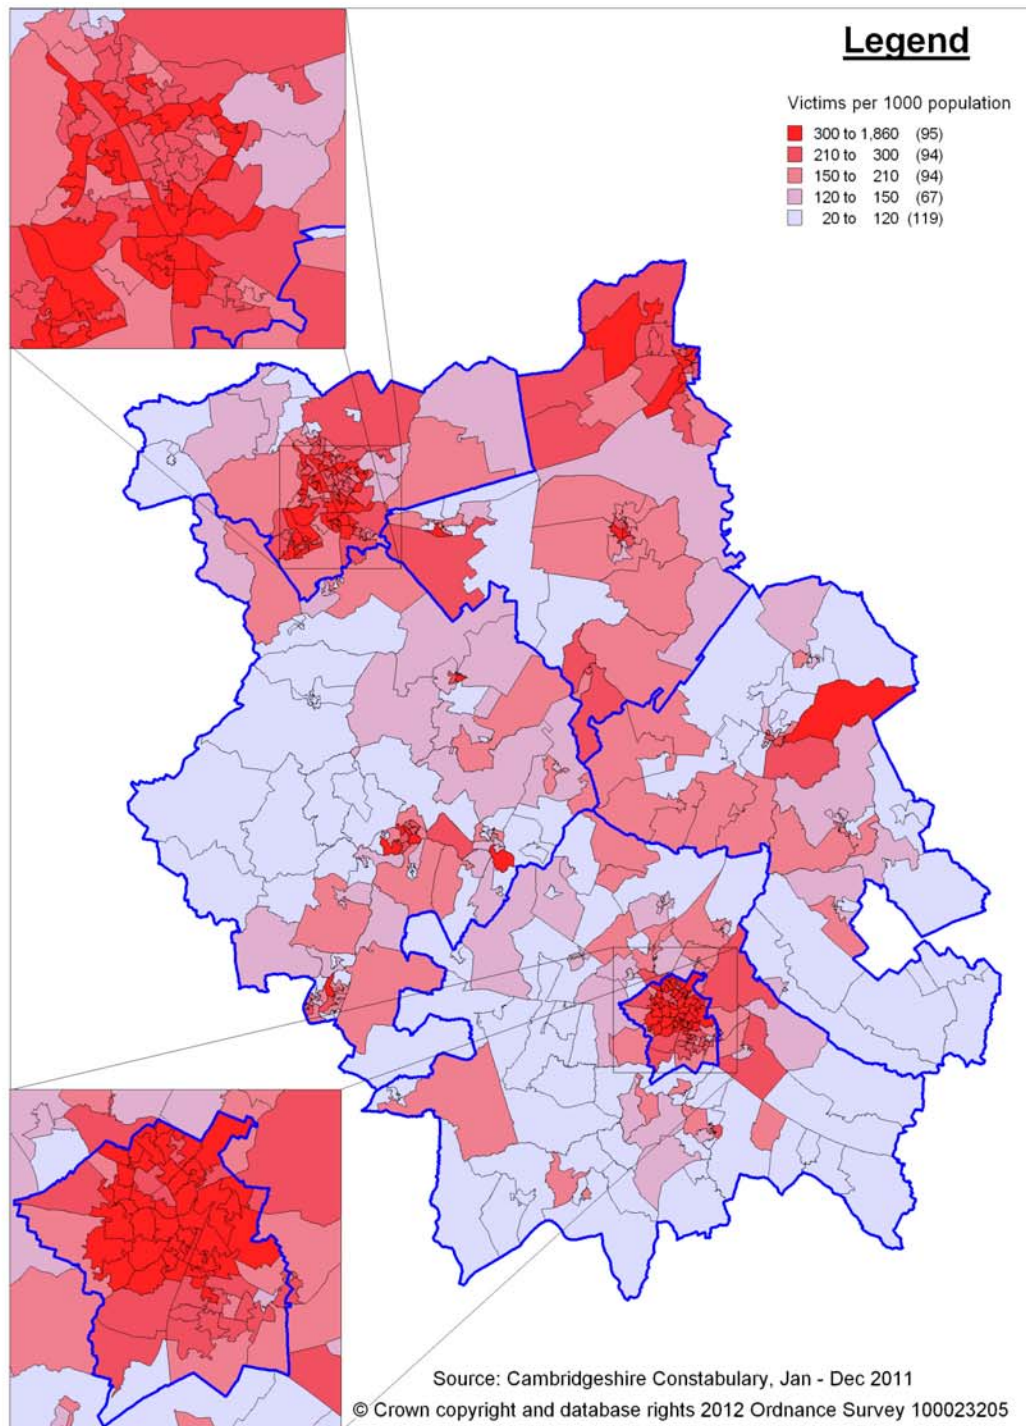 Legend
Victims per 1000 population
300 to 1,860 (95)
210 to 300 (94)
150 to 210 (94)
120 to 150 (67)
20 to 120 (119)
Source: Cambridgeshire Constabulary, Jan - Dec 2011
© Crown copyright and database rights 2012 Ordnance Survey 100023205